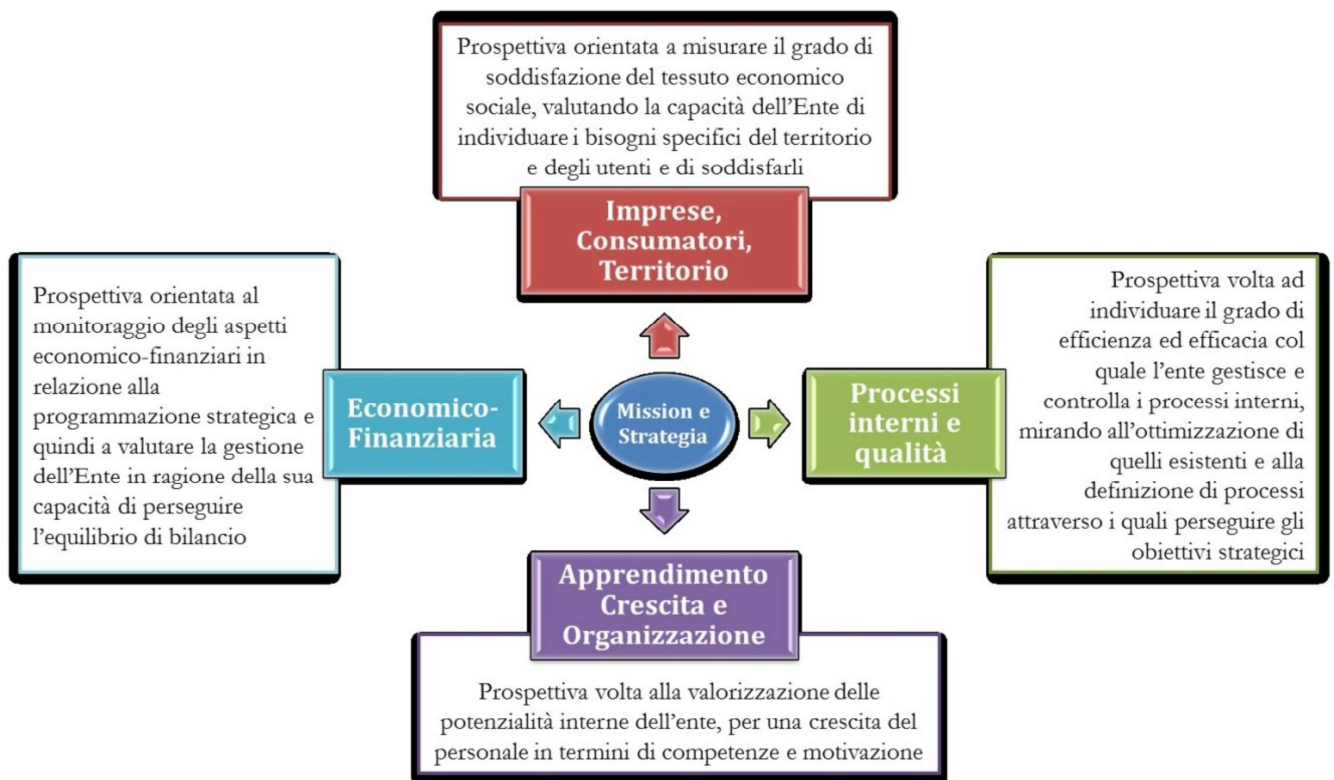 Prospettiva orientata a misurare il grado di
soddisfazione del tessuto economico
sociale, valutando la capacità dell'Ente di
individuare i bisogni specifici del territorio
e degli utenti e di soddisfarli
Imprese,
Consumatori,
Territorio
Prospettiva orientata al
monitoraggio degli aspetti
economico-finanziari in
relazione alla
programmazione strategica e
quindi a valutare la gestione
dell'Ente in ragione della sua
capacità di perseguire
l'equilibrio di bilancio
Economico-
Finanziaria
Mission e
Strategia
Processi
interni e
qualità
Prospettiva volta ad
individuare il grado di
efficienza ed efficacia col
quale l'ente gestisce e
controlla i processi interni,
mirando all'ottimizzazione di
quelli esistenti e alla
definizione di processi
attraverso i quali perseguire gli
obiettivi strategici
Apprendimento
Crescita e
Organizzazione
Prospettiva volta alla valorizzazione delle
potenzialità interne dell'ente, per una crescita del
personale in termini di competenze e motivazione